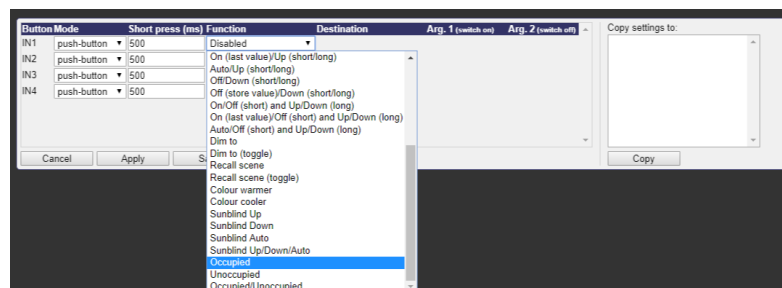 Button Mode Short press (ms) Function Destination Arg. 1 (switch on) Arg. 2 (switch off) Copy settings to:
IN1 push-button 500 Disabled
IN2 push-button 500
IN3 push-button 500
IN4 push-button 500
On (last value)/Up (short/long)
Auto/Up (short/long)
Off/Down (short/long)
Off (store value)/Down (short/long)
On/Off (short) and Up/Down (long)
On (last value)/Off (short) and Up/Down (long)
Auto/Off (short) and Up/Down (long)
Dim to
Dim to (toggle)
Recall scene
Recall scene (toggle)
Colour warmer
Colour cooler
Sunblind Up
Sunblind Down
Sunblind Auto
Sunblind Up/Down/Auto
Occupied
Unoccupied
Occupied/Unoccupied
Cancel Apply Copy